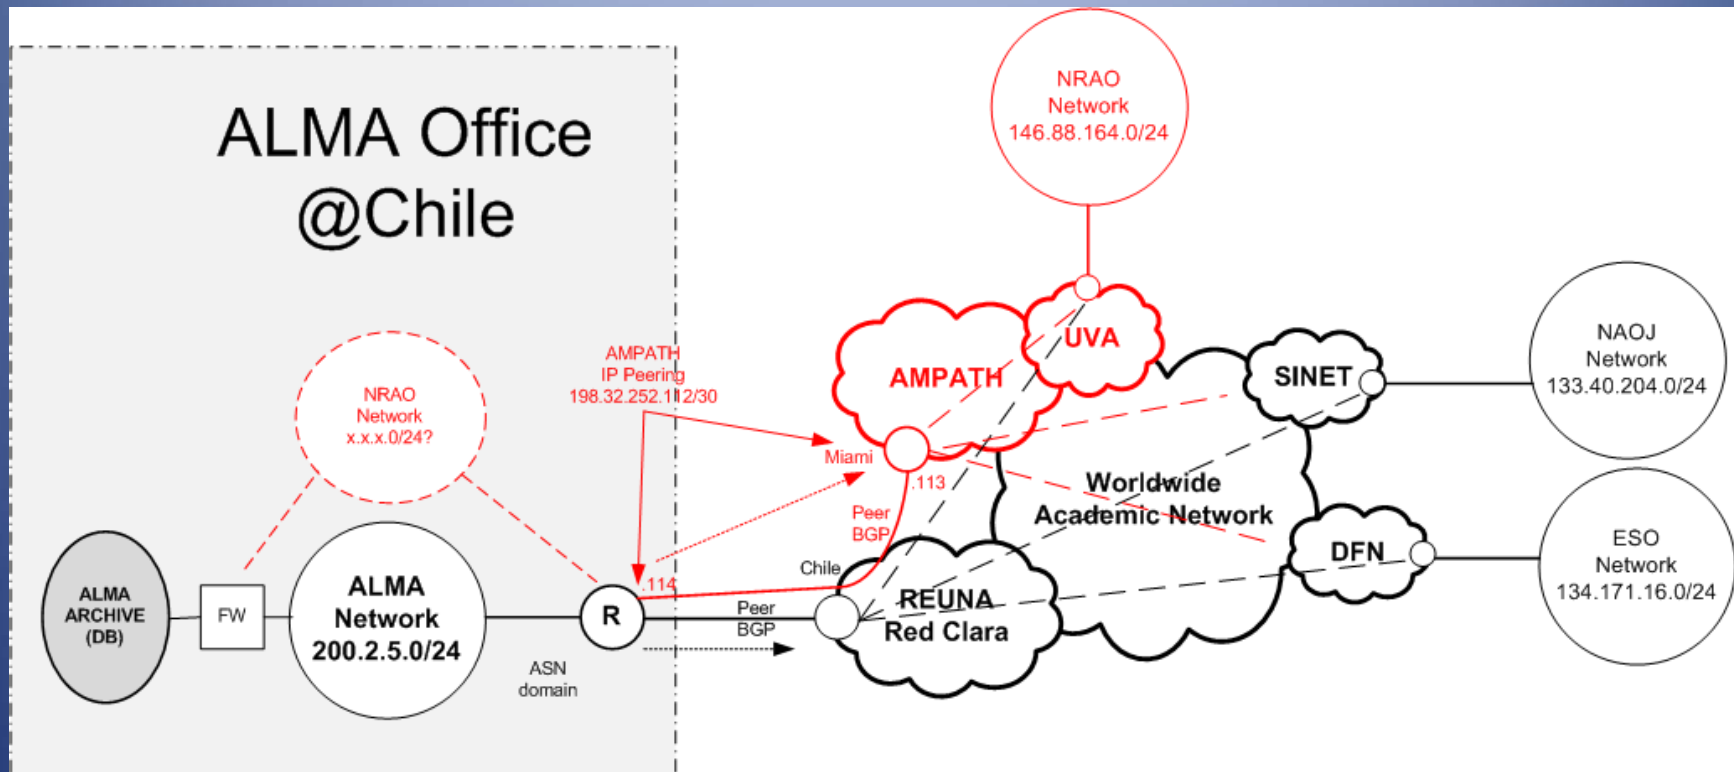 ALMA Office
@Chile
NRAO
Network
146.88.164.0/24
AMPATH
IP Peering
198.32.252.112/30
NRAO
Network
x.x.x.0/24?
AMPATH
UVA
SINET
NAOJ
Network
133.40.204.0/24
Miami
.113
Peer
BGP
Worldwide
Academic Network
ALMA
ARCHIVE
(DB)
FW
ALMA
Network
200.2.5.0/24
R
.114
ASN
domain
Chile
Peer
BGP
REUNA
Red Clara
DFN
ESO
Network
134.171.16.0/24